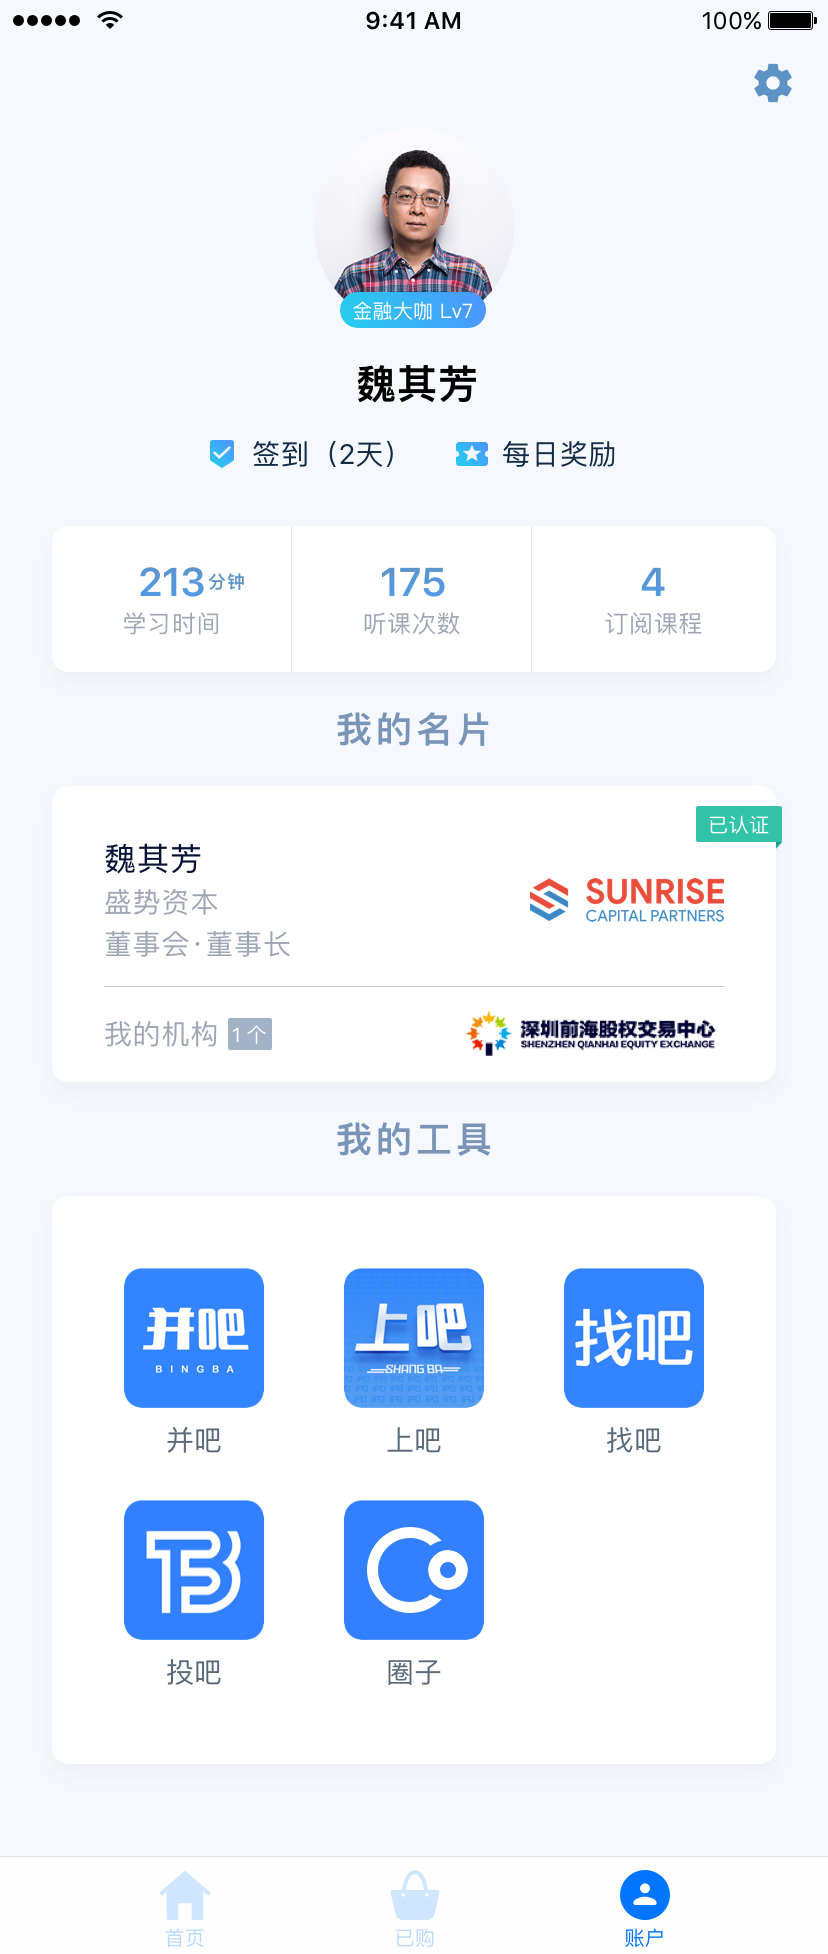 9:41 AM
100%
金融大咖 Lv7
魏其芳
签到（2天）
每日奖励
213分钟
学习时间
175
听课次数
4
订阅课程
我的名片
已认证
魏其芳
盛势资本
董事会·董事长
SUNRISE
CAPITAL PARTNERS
我的机构 1个
深圳前海股权交易中心
SHENZHEN QIANHAI EQUITY EXCHANGE
我的工具
并吧
BINGBA
并吧
上吧
SHANG BA
上吧
找吧
找吧
投吧
圈子
首页
已购
账户